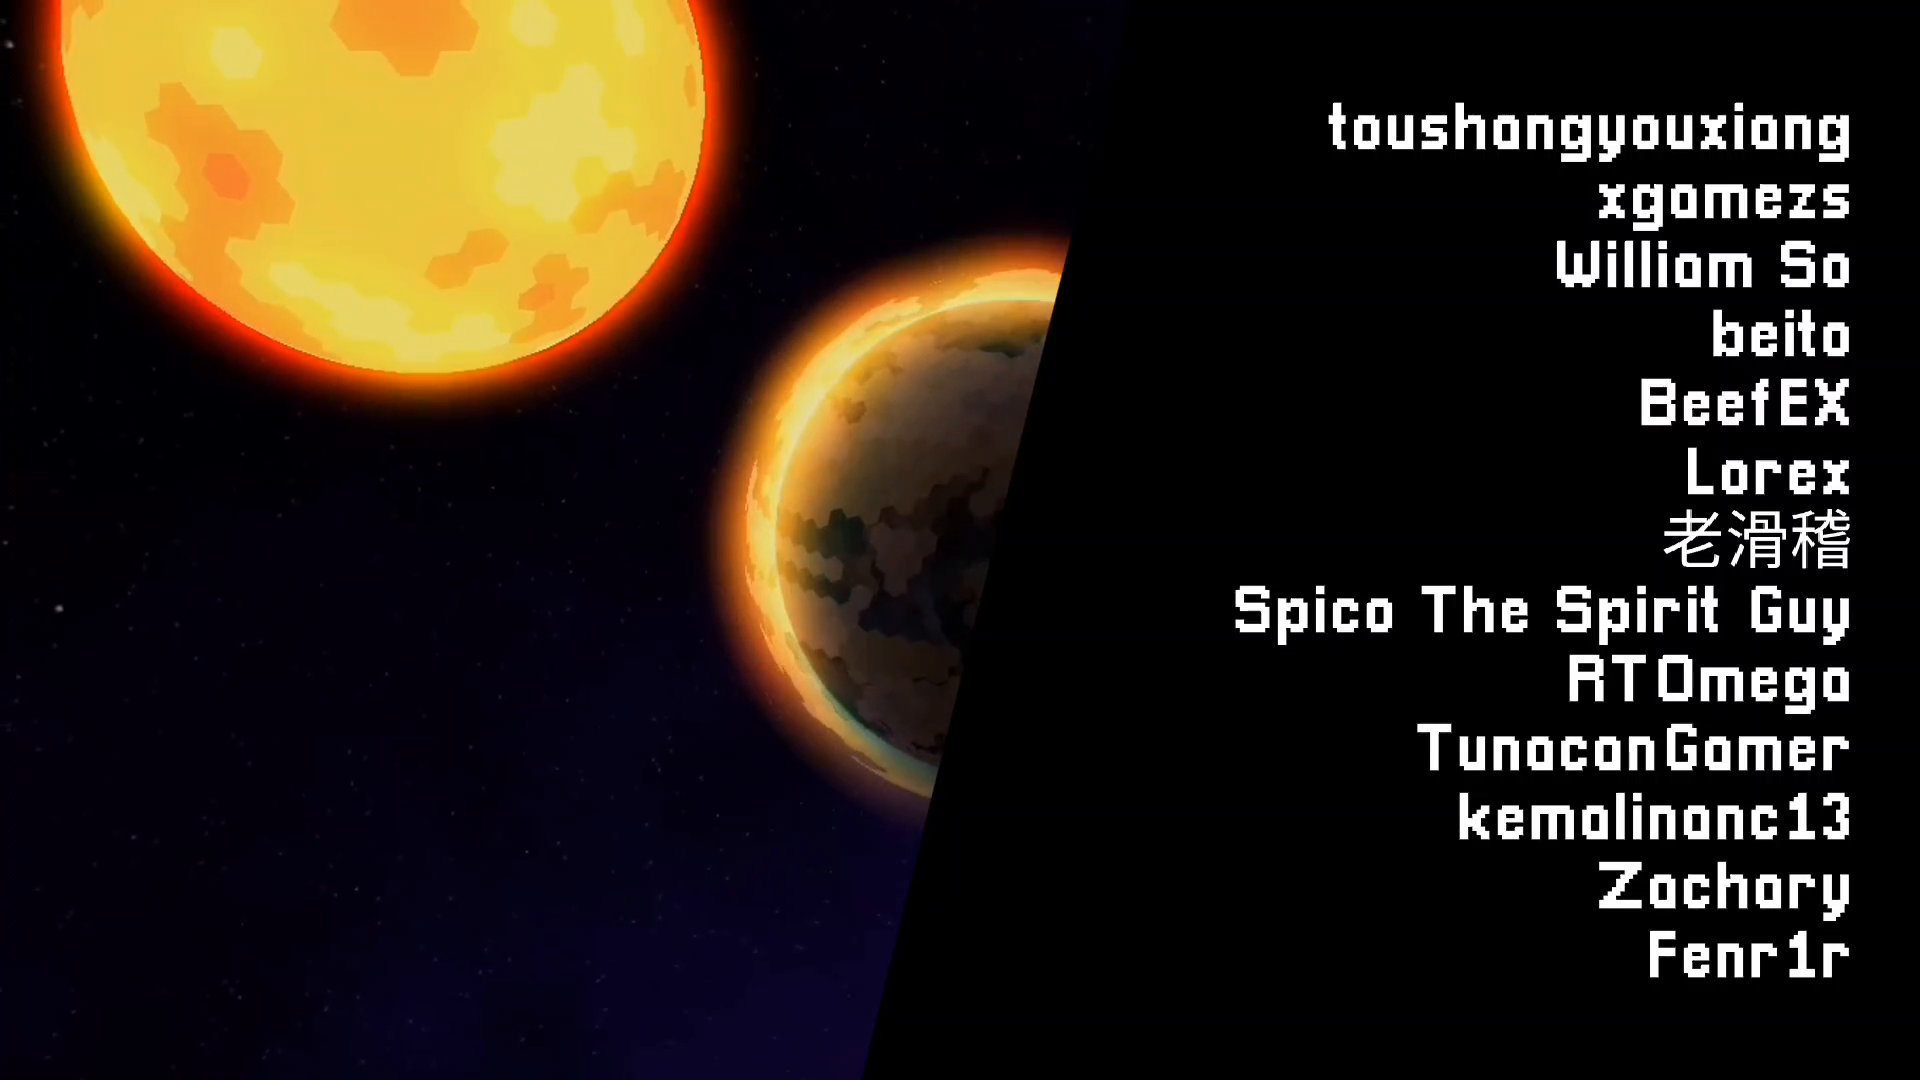 toushangyouxiang
xgamezs
William So
beito
BeefEX
Lorex
老滑稽
Spico The Spirit Guy
RTOmega
TunacanGamer
kemalinanc13
Zachary
Fenr1r